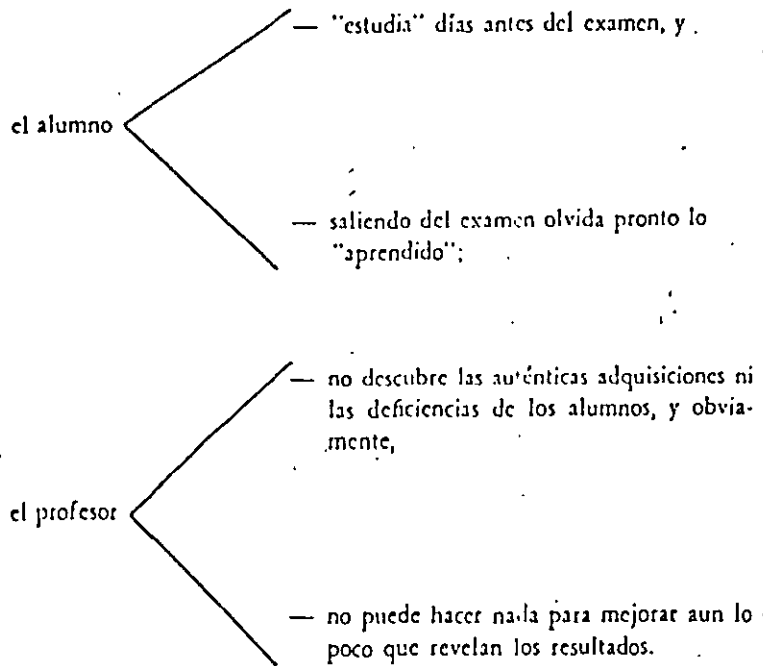 — "estudia" días antes del examen, y
el alumno
— saliendo del examen olvida pronto lo
"aprendido";
— no descubre las auténticas adquisiciones ni
las deficiencias de los alumnos, y obvia-
mente,
el profesor
— no puede hacer nada para mejorar aun lo
poco que revelan los resultados.